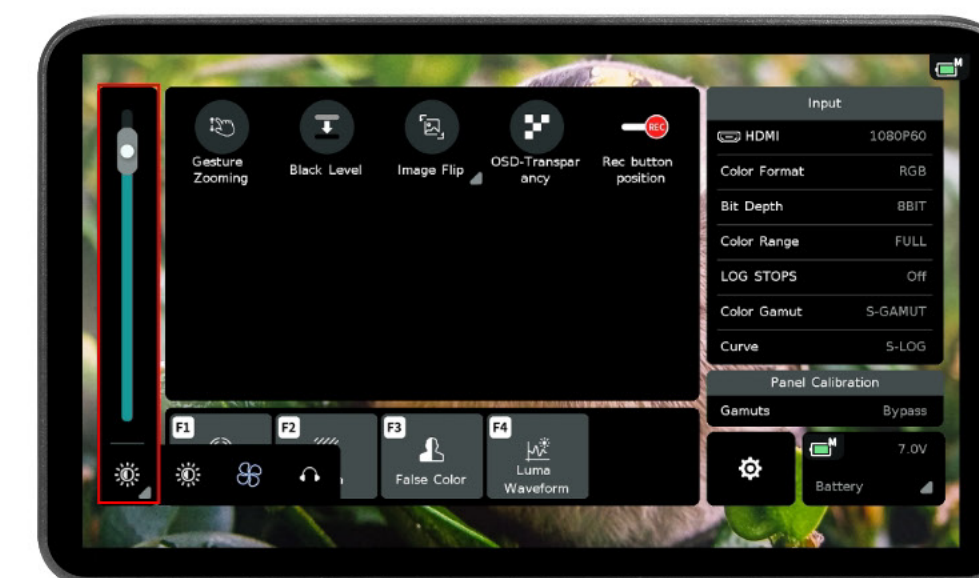 M
Gesture
Zooming
Black Level
Image Flip
OSD-Transpar
ancy
REC
Rec button
position
Input
HDMI 1080P60
Color Format RGB
Bit Depth 8BIT
Color Range FULL
LOG STOPS Off
Color Gamut S-GAMUT
Curve S-LOG
Panel Calibration
Gamuts Bypass
F1
F2
F3
False Color
F4
Luma
Waveform
M
7.0V
Battery